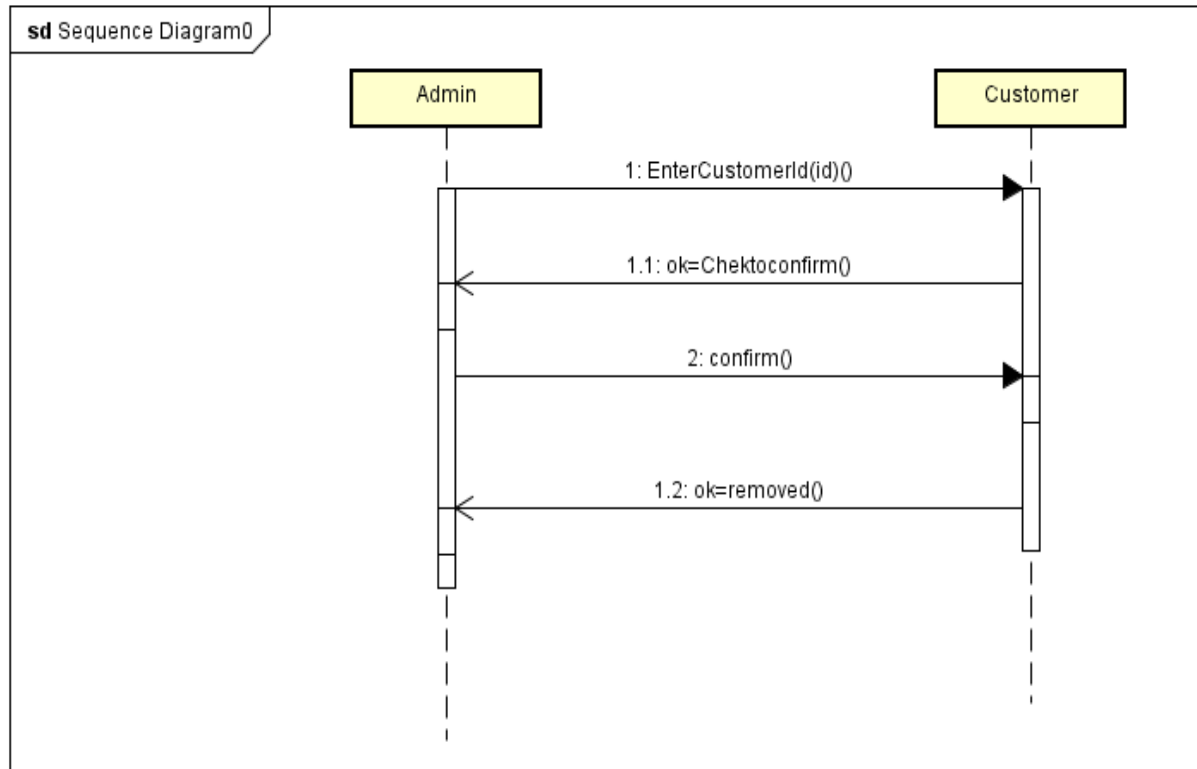 sd Sequence Diagram0
Admin
Customer
1: EnterCustomerId(id)()
1.1: ok=Chektoconfirm()
2: confirm()
1.2: ok=removed()